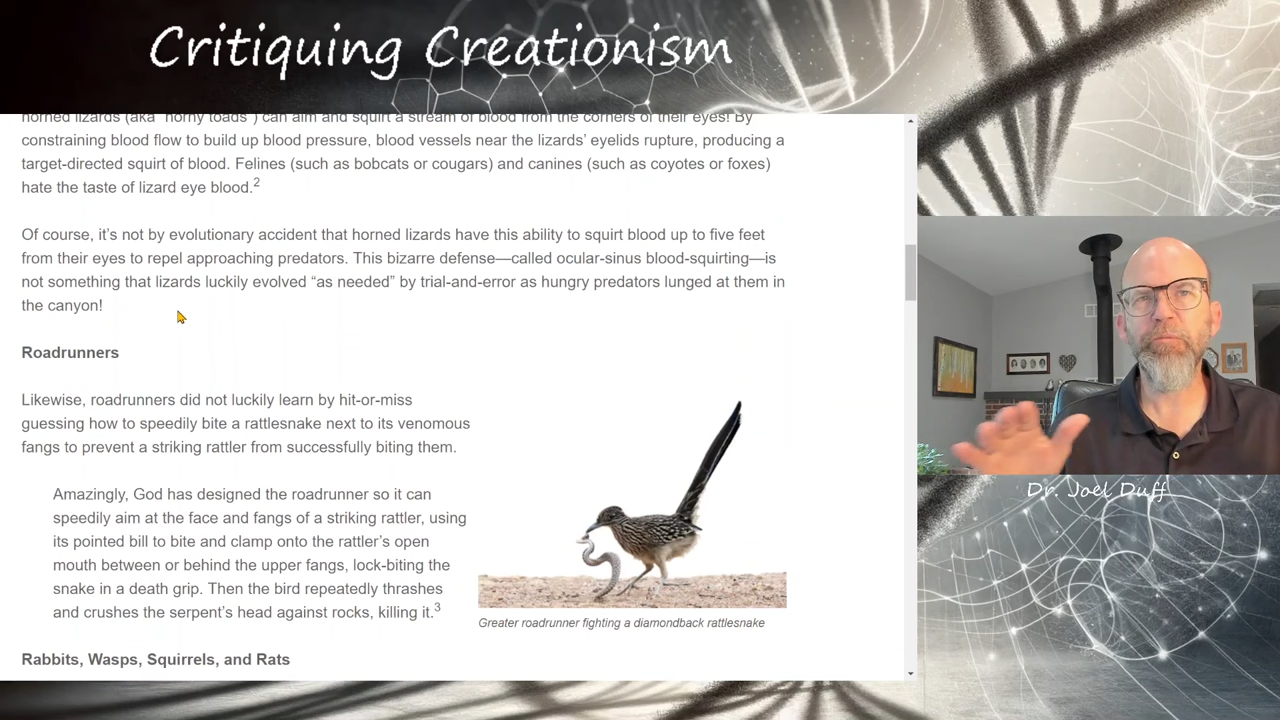 Critiquing Creationism
horned lizards (aka "horny toads") can aim and squirt a stream of blood from the corners of their eyes! By
constraining blood flow to build up blood pressure, blood vessels near the lizards’ eyelids rupture, producing a
target-directed squirt of blood. Felines (such as bobcats or cougars) and canines (such as coyotes or foxes)
hate the taste of lizard eye blood.2
Of course, it’s not by evolutionary accident that horned lizards have this ability to squirt blood up to five feet
from their eyes to repel approaching predators. This bizarre defense—called ocular-sinus blood-squirting—is
not something that lizards luckily evolved “as needed” by trial-and-error as hungry predators lunged at them in
the canyon!
Roadrunners
Likewise, roadrunners did not luckily learn by hit-or-miss
guessing how to speedily bite a rattlesnake next to its venomous
fangs to prevent a striking rattler from successfully biting them.
Amazingly, God has designed the roadrunner so it can
speedily aim at the face and fangs of a striking rattler, using
its pointed bill to bite and clamp onto the rattler’s open
mouth between or behind the upper fangs, lock-biting the
snake in a death grip. Then the bird repeatedly thrashes
and crushes the serpent’s head against rocks, killing it.3
Greater roadrunner fighting a diamondback rattlesnake
Rabbits, Wasps, Squirrels, and Rats
Dr. Joel Duff